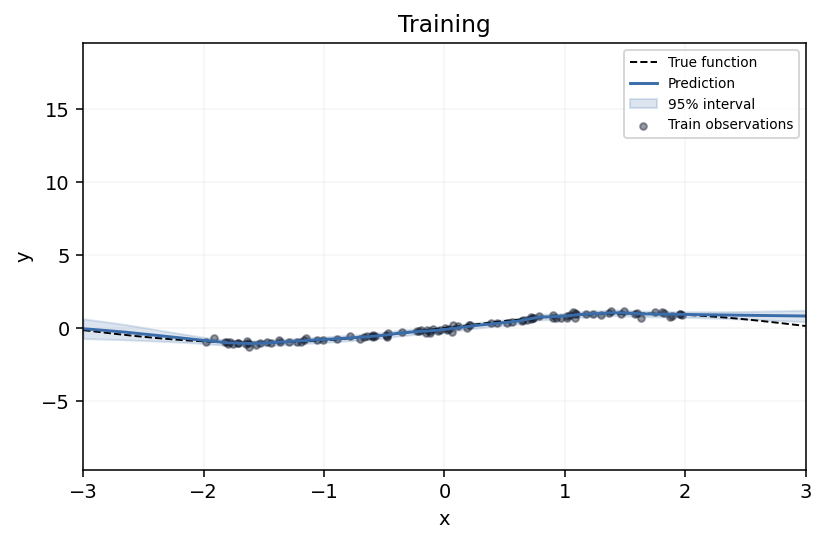 Training
True function
Prediction
95% interval
Train observations
15
10
5
0
−5
y
−3
−2
−1
0
1
2
3
x